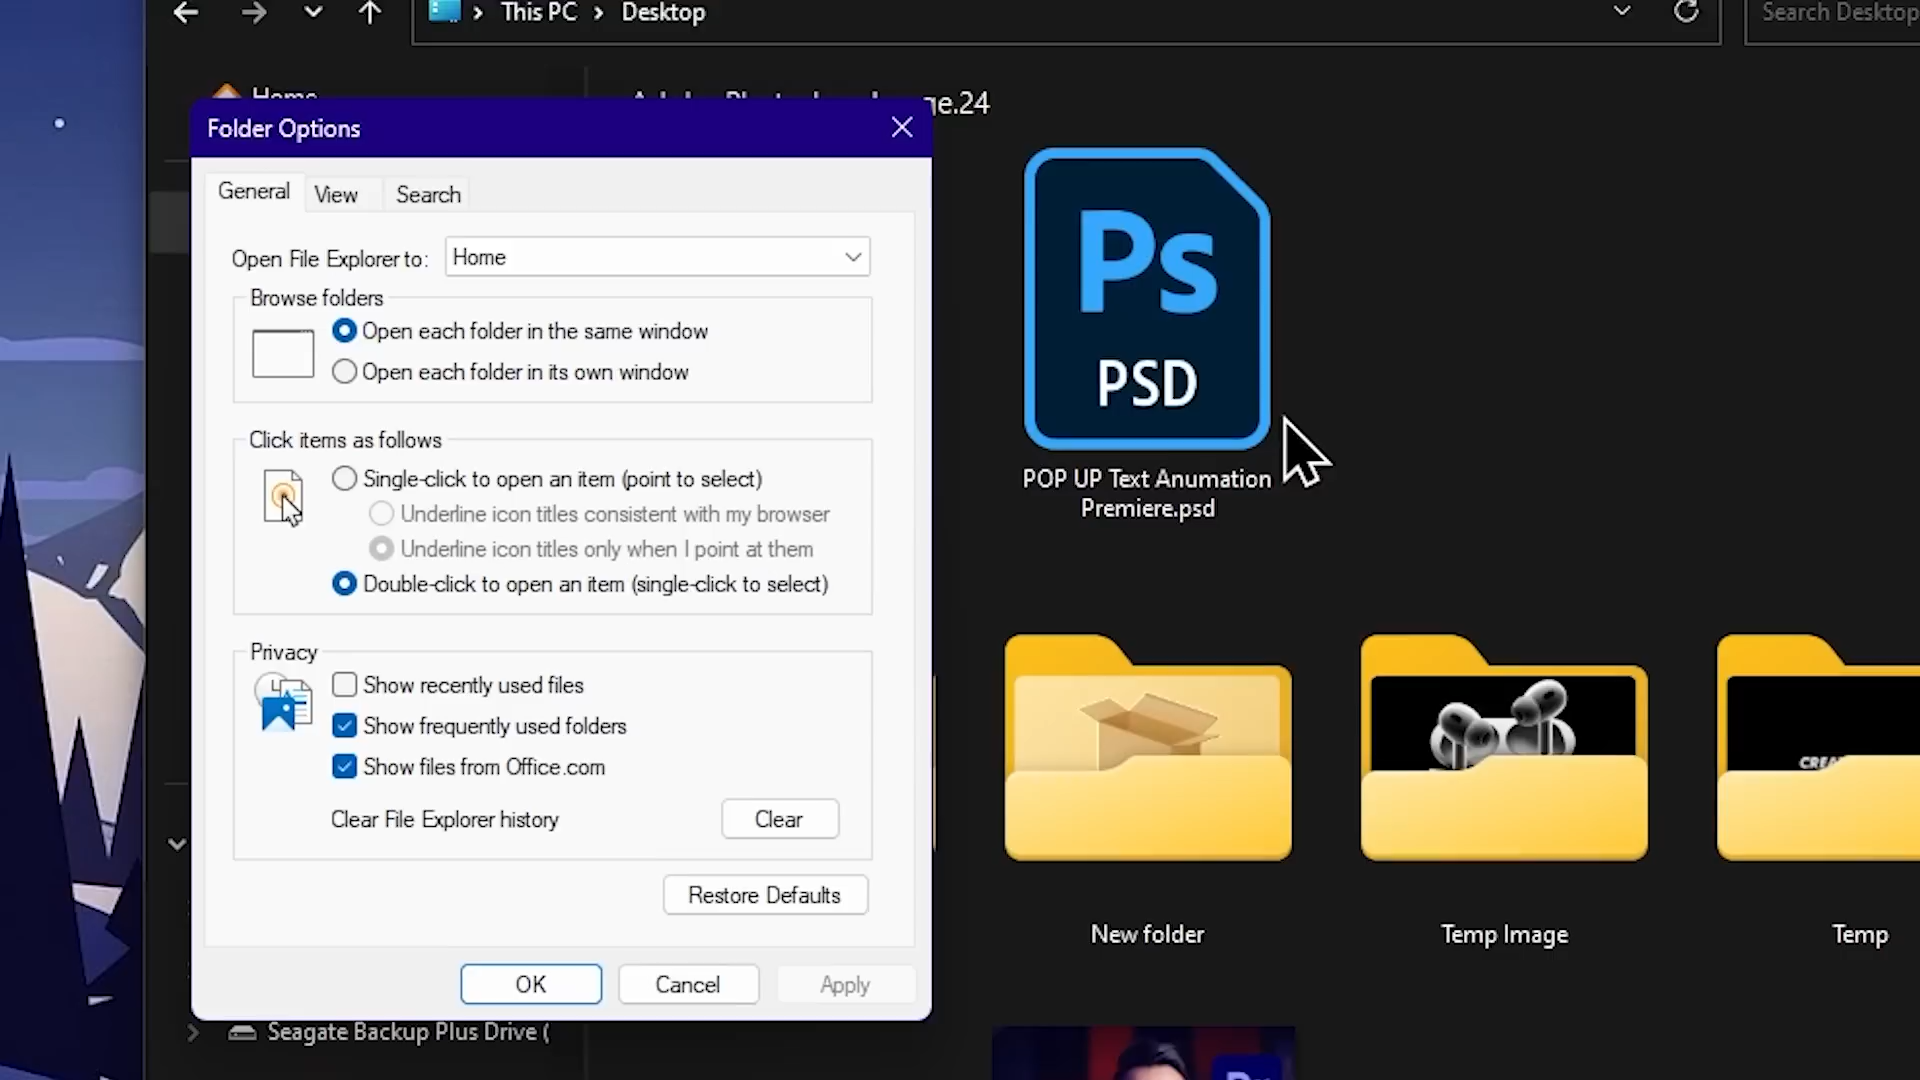 This PC
Desktop
Search Desktop
Home
ge.24
Folder Options
General
View
Search
Open File Explorer to:
Home
Browse folders
Open each folder in the same window
Open each folder in its own window
Click items as follows
Single-click to open an item (point to select)
Underline icon titles consistent with my browser
Underline icon titles only when I point at them
Double-click to open an item (single-click to select)
Privacy
Show recently used files
Show frequently used folders
Show files from Office.com
Clear File Explorer history
Clear
Restore Defaults
OK
Cancel
Apply
Seagate Backup Plus Drive (
Ps
PSD
POP UP Text Anumation
Premiere.psd
CREA
New folder
Temp Image
Temp